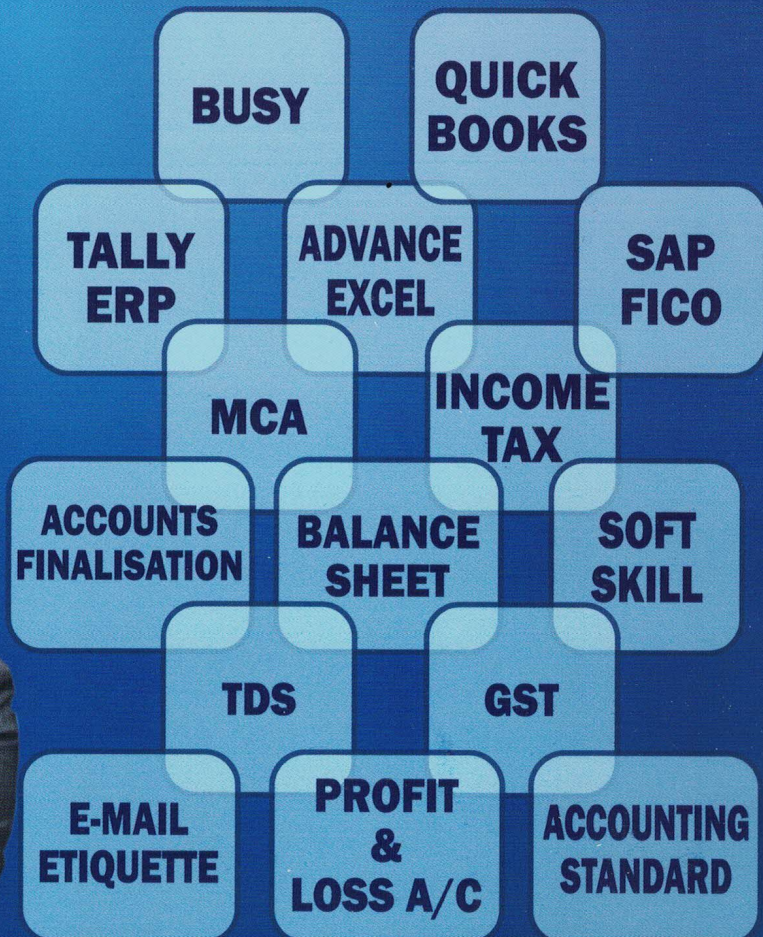 BUSY
QUICK
BOOKS
TALLY
ERP
ADVANCE
EXCEL
SAP
FICO
MCA
INCOME
TAX
ACCOUNTS
FINALISATION
BALANCE
SHEET
SOFT
SKILL
TDS
GST
E-MAIL
ETIQUETTE
PROFIT
&
LOSS A/C
ACCOUNTING
STANDARD